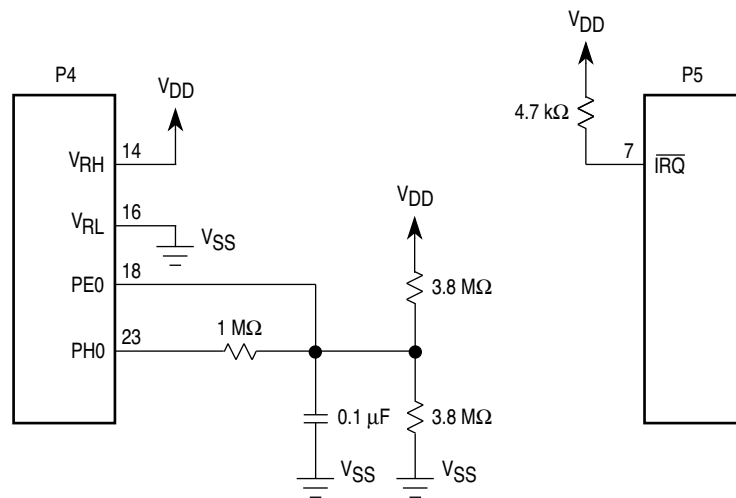 P4
VDD
VRH
14
VRL
16
VSS
PE0
18
PH0
23
1 MΩ
VDD
3.8 MΩ
0.1 µF
3.8 MΩ
VSS
VSS
VDD
4.7 kΩ
P5
7
IRQ